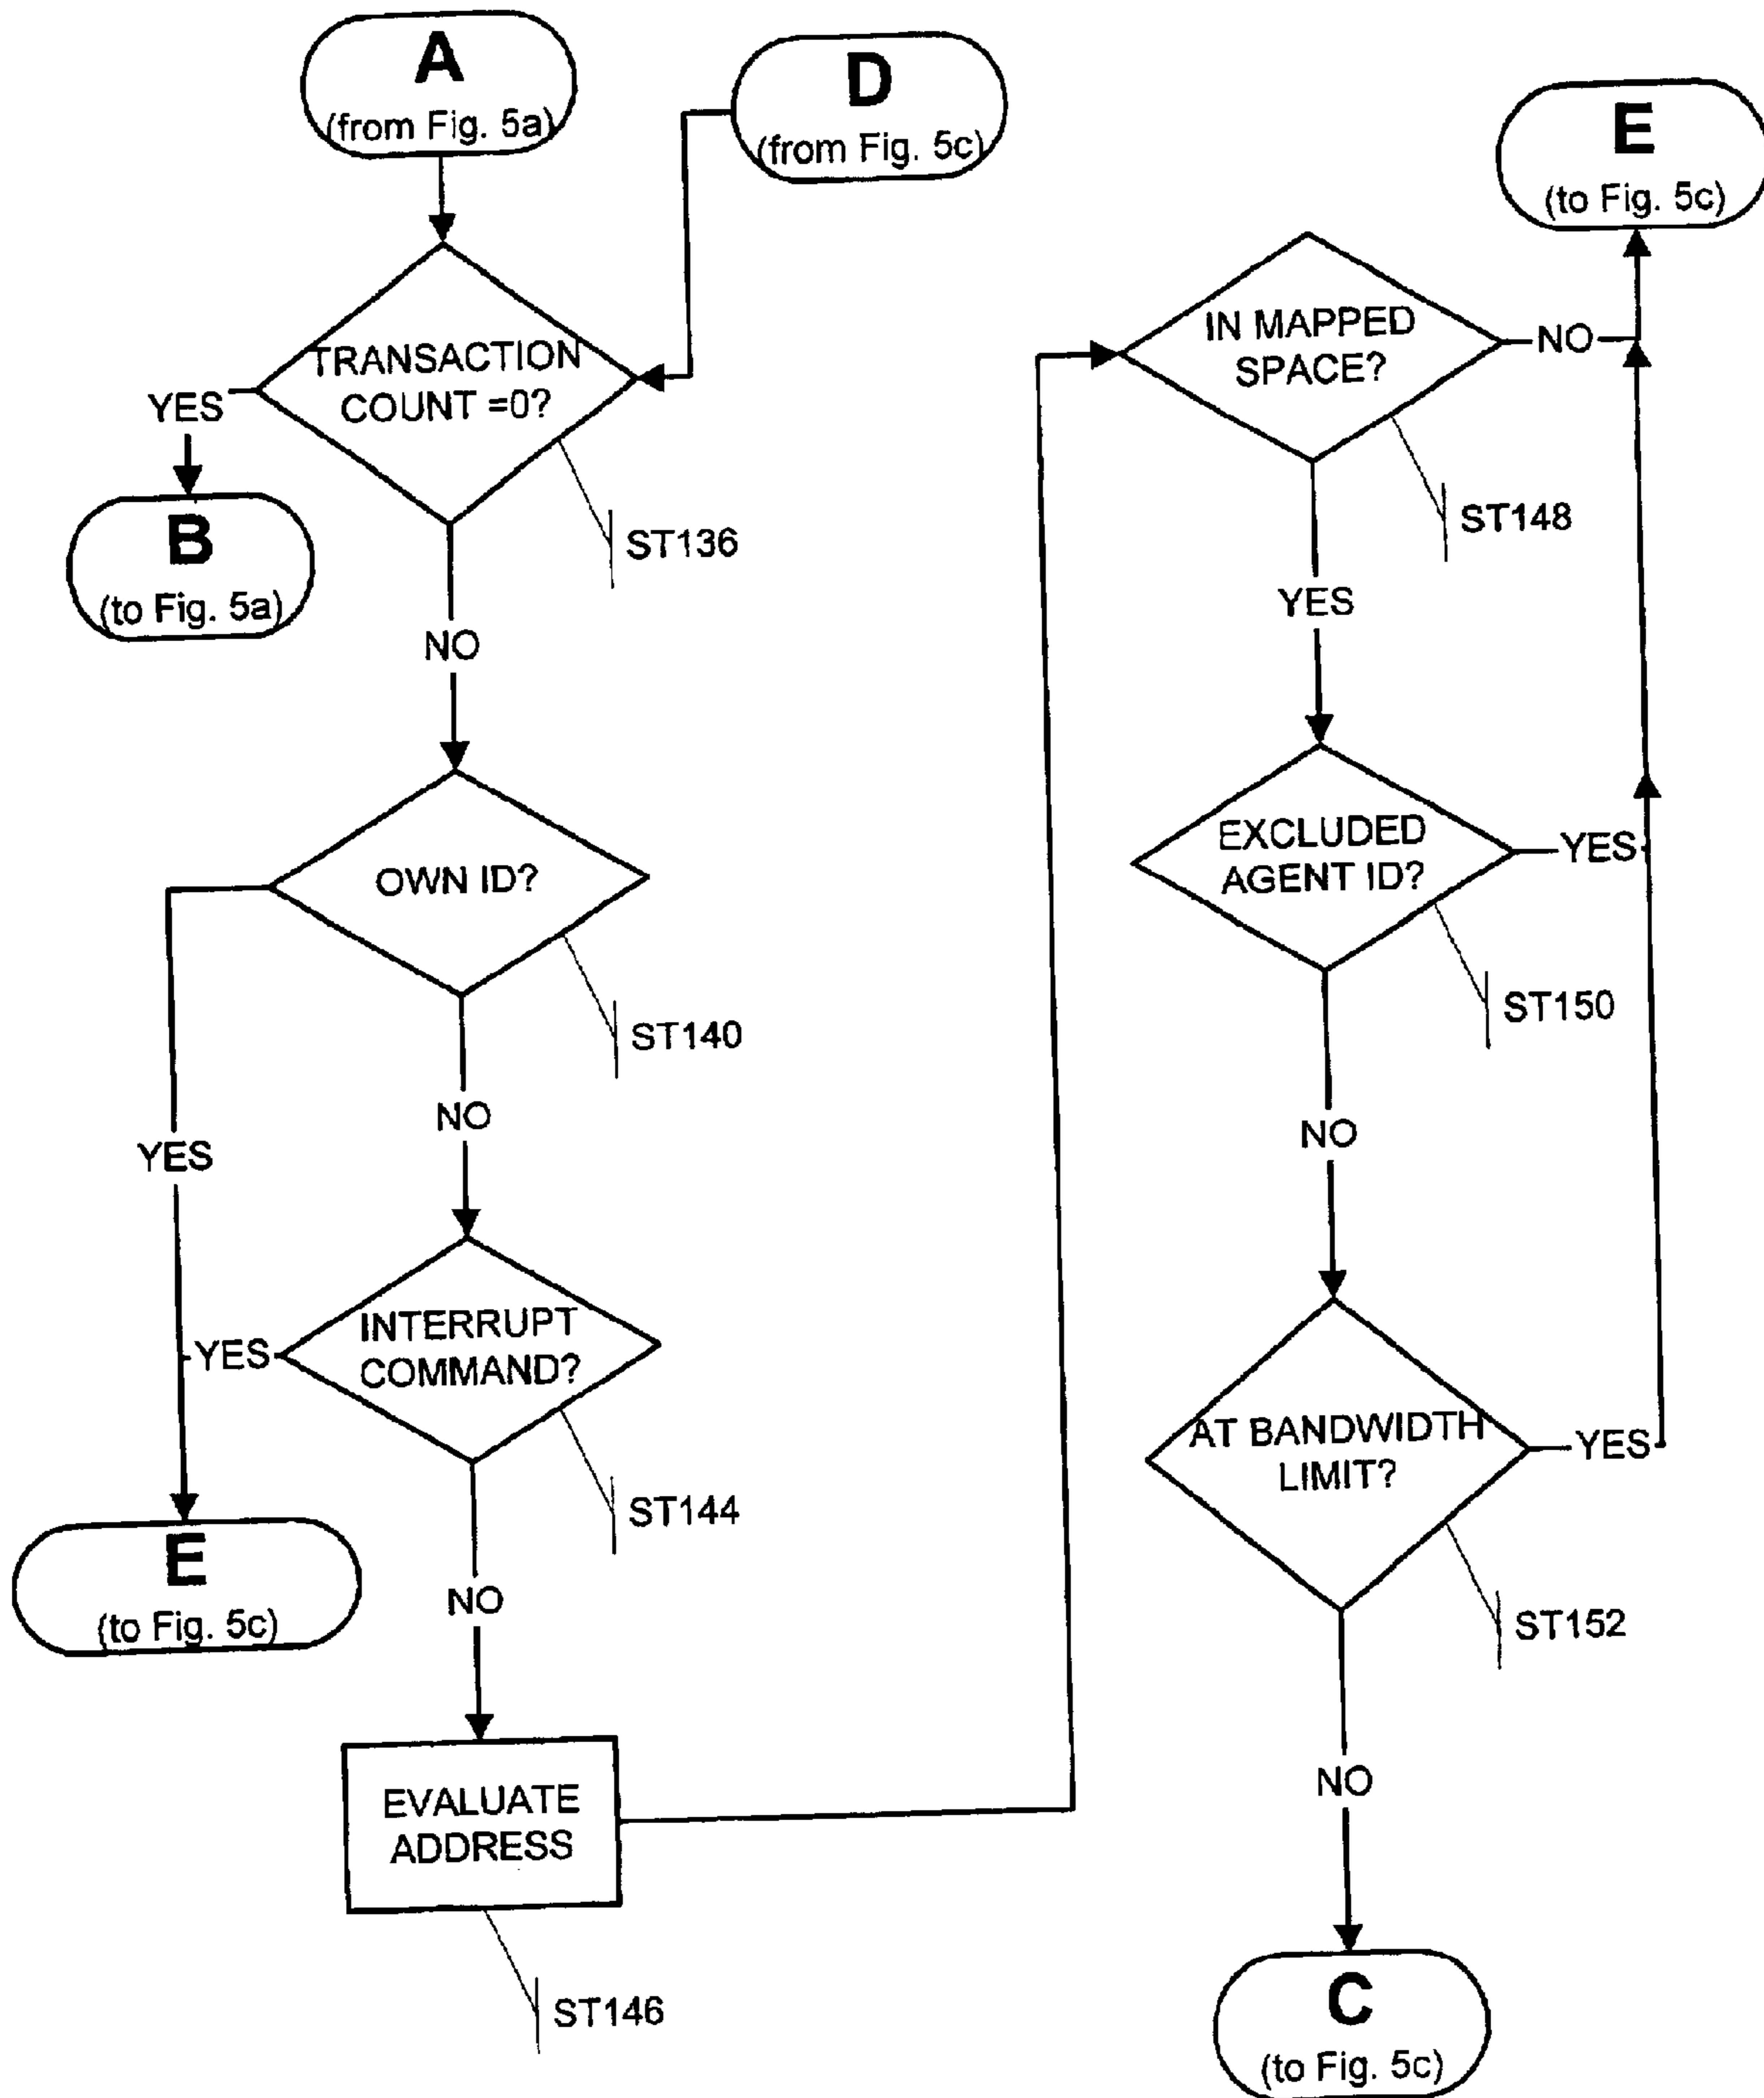 A
(from Fig. 5a)
D
(from Fig. 5c)
TRANSACTION
COUNT =0?
YES
B
(to Fig. 5a)
ST136
NO
OWN ID?
ST140
YES
NO
INTERRUPT
COMMAND?
YES
ST144
E
(to Fig. 5c)
NO
EVALUATE
ADDRESS
ST146
E
(to Fig. 5c)
IN MAPPED
SPACE?
NO
ST148
YES
EXCLUDED
AGENT ID?
YES
ST150
NO
AT BANDWIDTH
LIMIT?
YES
ST152
NO
C
(to Fig. 5c)